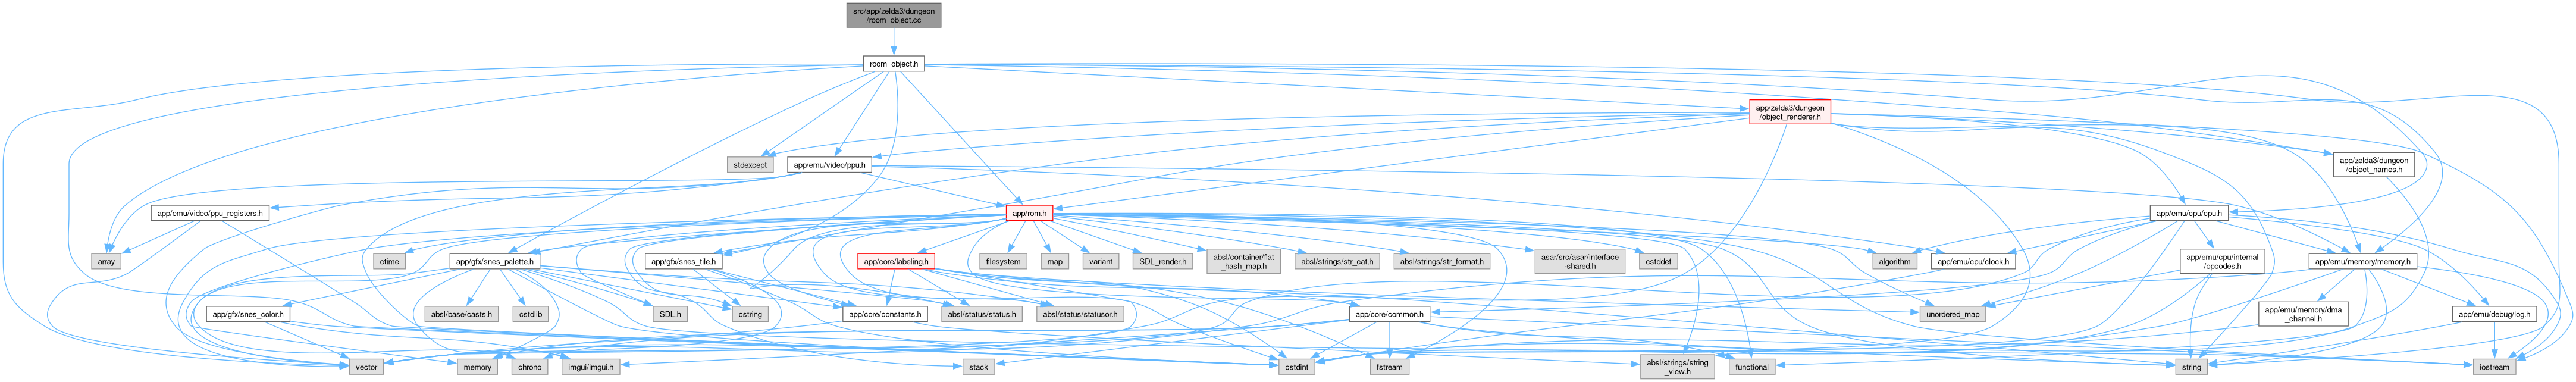 src/app/zelda3/dungeon
/room_object.cc
room_object.h
app/zelda3/dungeon
/object_renderer.h
stdexcept
app/emu/video/ppu.h
app/zelda3/dungeon
/object_names.h
app/emu/video/ppu_registers.h
app/rom.h
app/emu/cpu/cpu.h
array
ctime
app/gfx/snes_palette.h
app/gfx/snes_tile.h
app/core/labeling.h
filesystem
map
variant
SDL_render.h
absl/container/flat
_hash_map.h
absl/strings/str_cat.h
absl/strings/str_format.h
asar/src/asar/interface
-shared.h
cstddef
algorithm
app/emu/cpu/clock.h
app/emu/cpu/internal
/opcodes.h
app/emu/memory/memory.h
app/gfx/snes_color.h
absl/base/casts.h
cstdlib
SDL.h
cstring
app/core/constants.h
absl/status/status.h
absl/status/statusor.h
app/core/common.h
unordered_map
app/emu/memory/dma
_channel.h
app/emu/debug/log.h
vector
memory
chrono
imgui/imgui.h
stack
cstdint
fstream
absl/strings/string
_view.h
functional
string
iostream